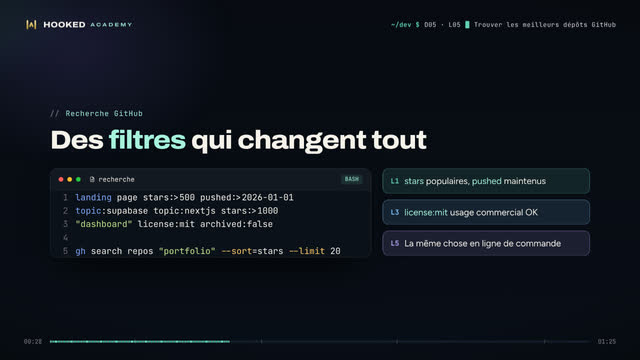 HOOKED ACADEMY
~/dev $ D05 · L05 Trouver les meilleurs dépôts GitHub
// Recherche GitHub
Des filtres qui changent tout
recherche BASH
1 landing page stars:>500 pushed:>2026-01-01
2 topic:supabase topic:nextjs stars:>1000
3 "dashboard" license:mit archived:false
4
5 gh search repos "portfolio" --sort=stars --limit 20
L1 stars populaires, pushed maintenus
L3 license:mit usage commercial OK
L5 La même chose en ligne de commande
00:28 01:25